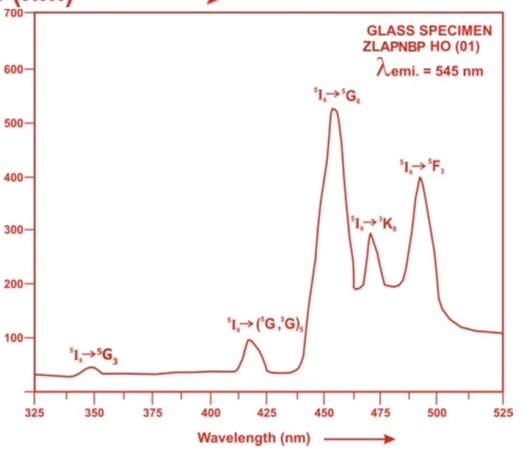 700
GLASS SPECIMEN
ZLAPNBP HO (01)
λemi. = 545 nm
600
⁵I₈→⁵G₆
500
⁵I₈→⁵F₃
400
⁵I₈→³K₈
300
200
⁵I₈→(⁵G,³G)₅
100
⁵I₈→⁵G₃
325 350 375 400 425 450 475 500 525
Wavelength (nm)